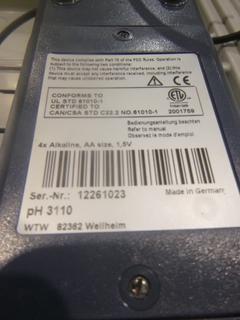 This device complies with Part 15 of the FCC Rules. Operation is
subject to the following two conditions:
(1) This device may not cause harmful interference, and (2) this
device must accept any interference received, including
interference that may cause undesired operation.
CONFORMS TO
UL STD 61010-1
CERTIFIED TO
CAN/CSA STD C22.2 NO.61010-1
Intertek
2001759
Bedienungsanleitung beachten
Refer to manual
Observez le mode d'emploi
4x Alkaline, AA size, 1,5V
Made in Germany
Ser.-Nr.: 12261023
pH 3110
WTW 82362 Weilheim